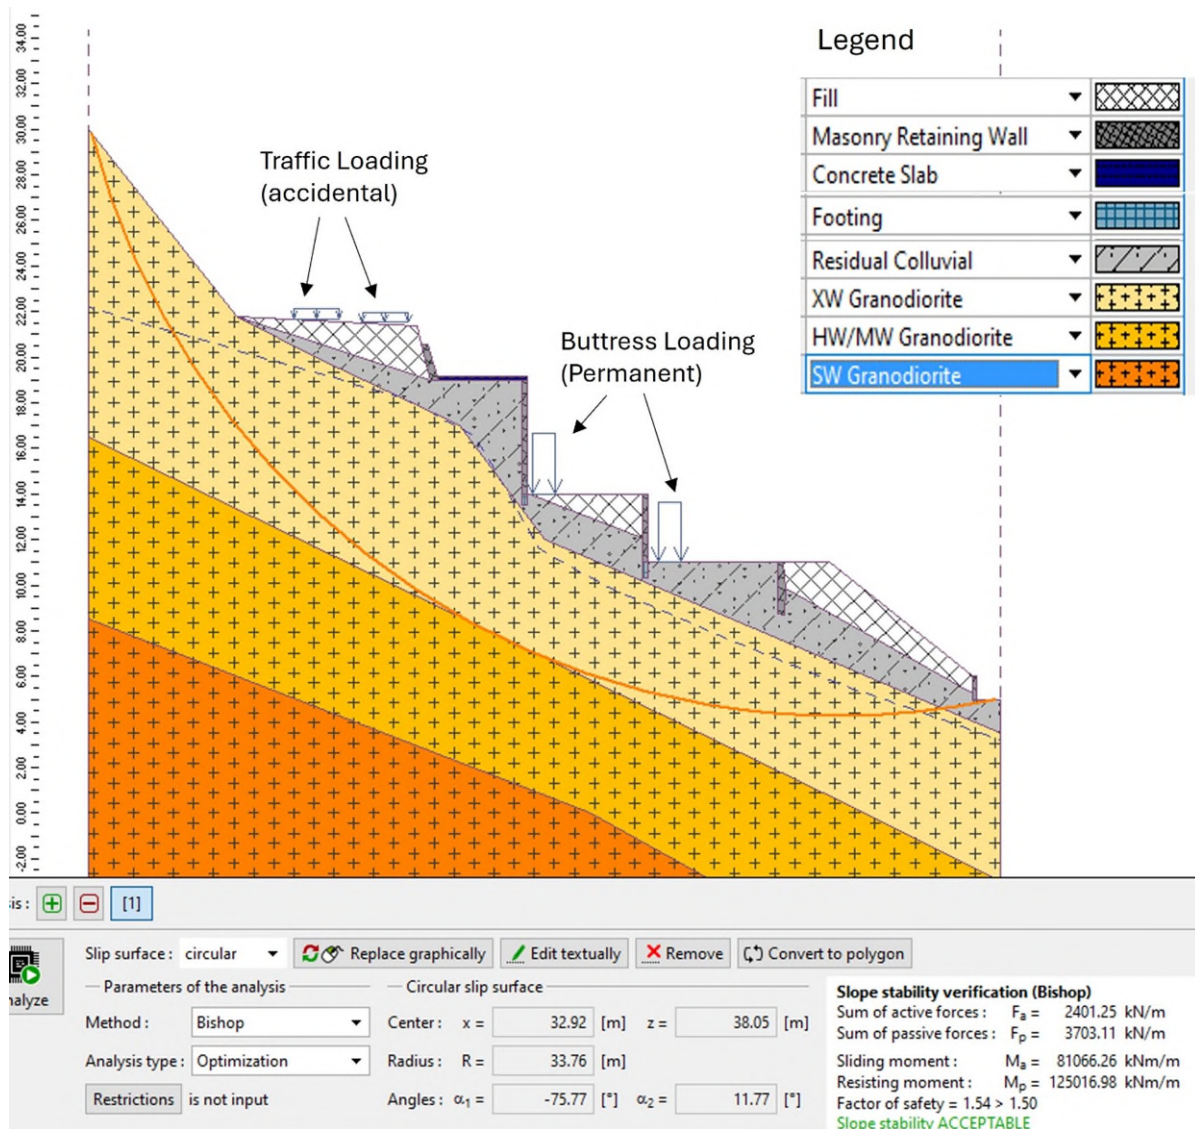 Legend
Fill
Masonry Retaining Wall
Concrete Slab
Footing
Residual Colluvial
XW Granodiorite
HW/MW Granodiorite
SW Granodiorite
34.00
32.00
30.00
28.00
26.00
24.00
22.00
20.00
18.00
16.00
14.00
12.00
10.00
8.00
6.00
4.00
2.00
0.00
-2.00
Traffic Loading
(accidental)
Buttress Loading
(Permanent)
is : [1]
nalyze
Slip surface : circular Replace graphically Edit textually Remove Convert to polygon
Parameters of the analysis
Method : Bishop
Analysis type : Optimization
Restrictions is not input
Circular slip surface
Center : x = 32.92 [m] z = 38.05 [m]
Radius : R = 33.76 [m]
Angles : α1 = -75.77 [°] α2 = 11.77 [°]
Slope stability verification (Bishop)
Sum of active forces : Fa = 2401.25 kN/m
Sum of passive forces : Fp = 3703.11 kN/m
Sliding moment : Ma = 81066.26 kNm/m
Resisting moment : Mp = 125016.98 kNm/m
Factor of safety = 1.54 > 1.50
Slope stability ACCEPTABLE